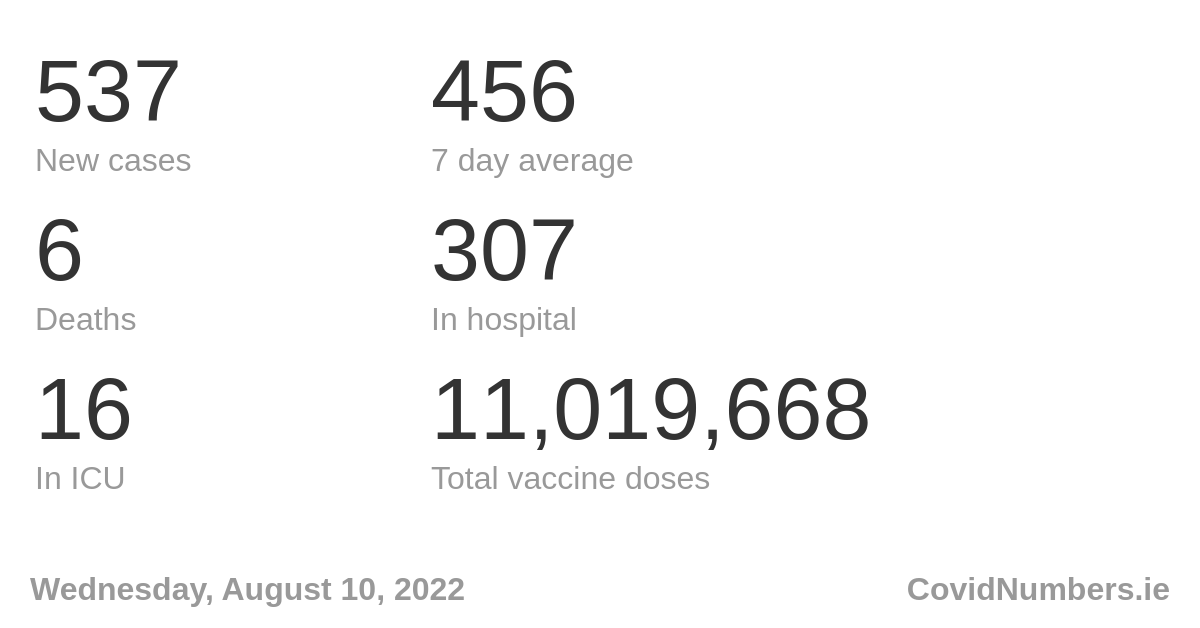 537
456
New cases
7 day average
6
307
Deaths
In hospital
16
11,019,668
In ICU
Total vaccine doses
Wednesday, August 10, 2022
CovidNumbers.ie